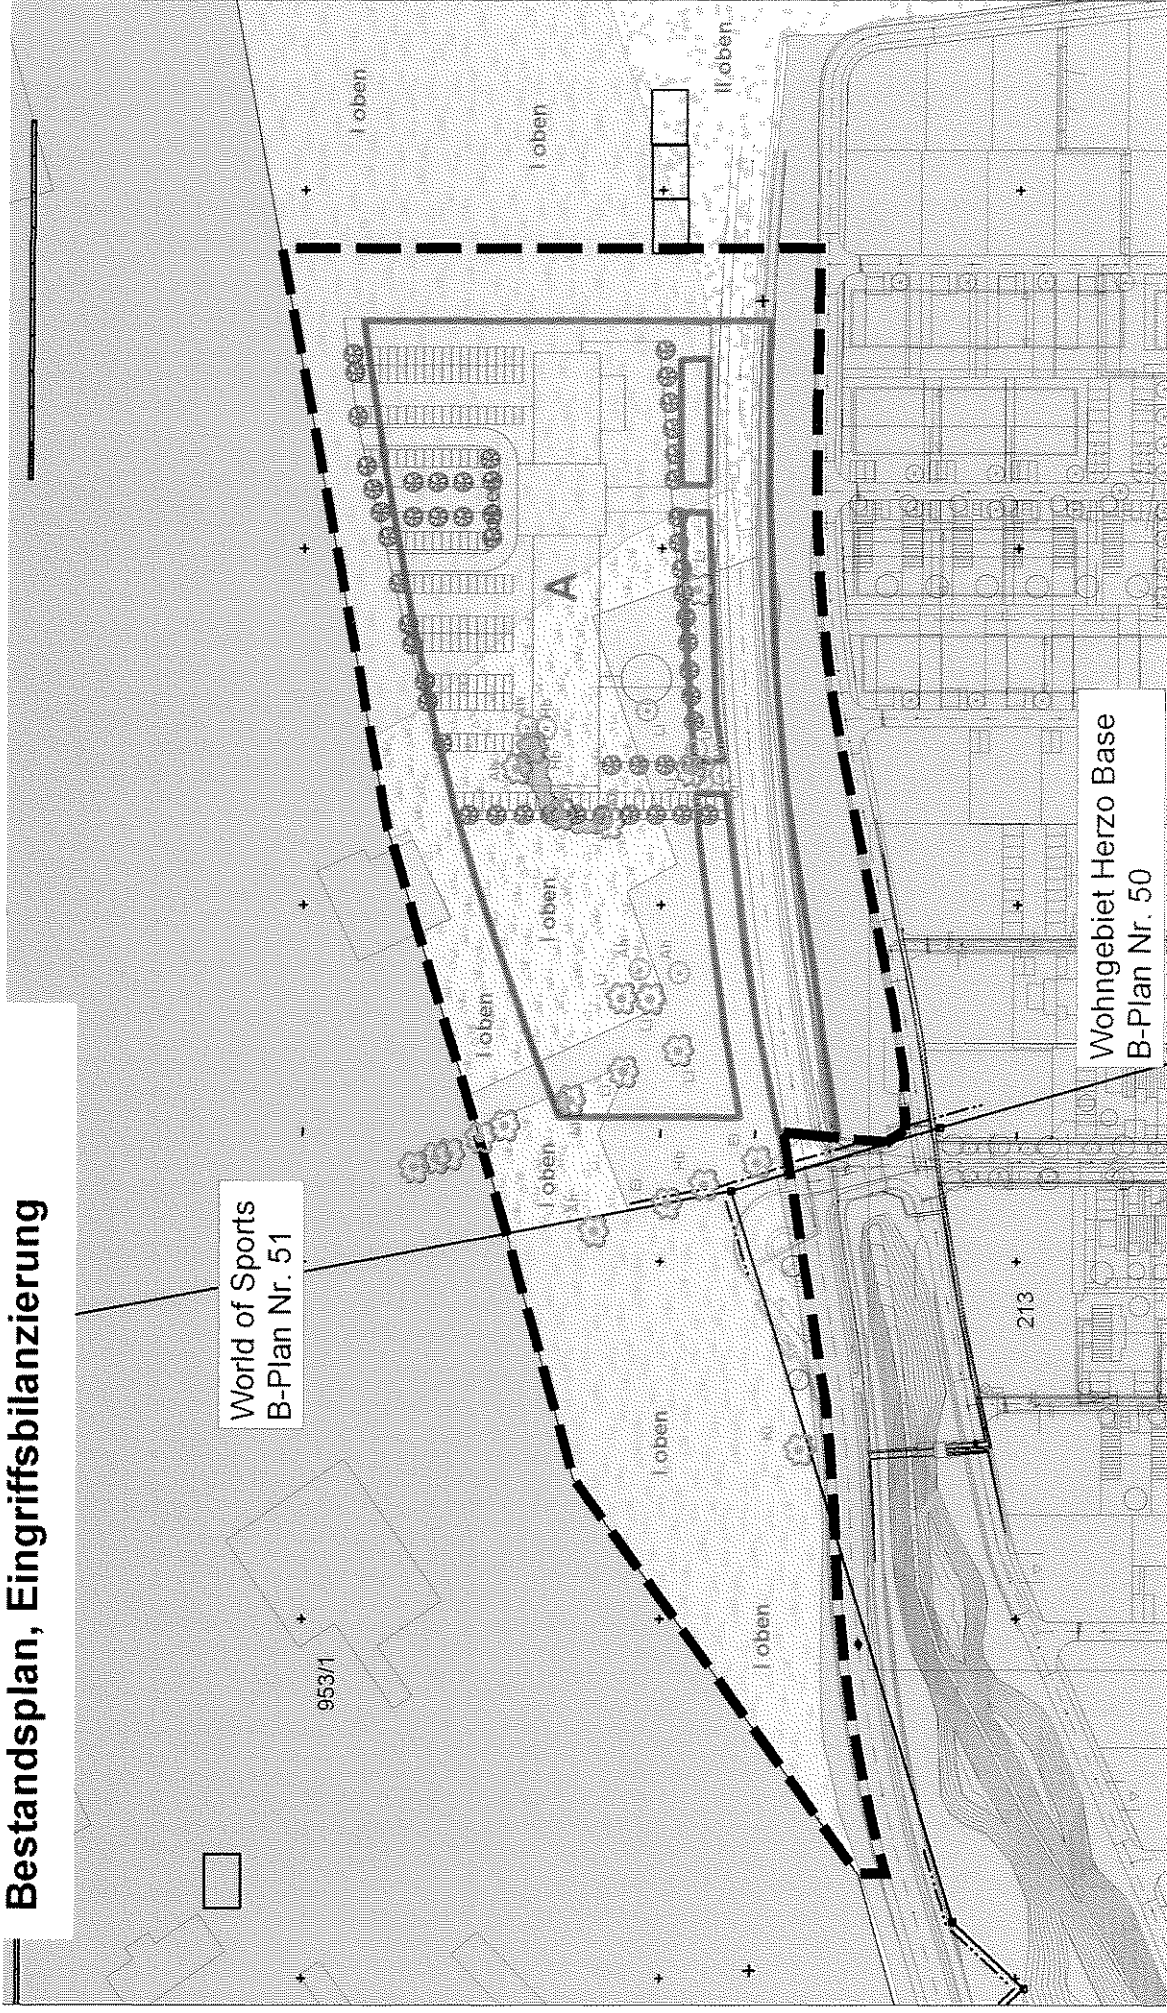 Bestandsplan, Eingriffsbilanzierung
World of Sports
B-Plan Nr. 51
953/1
I oben
I oben
I oben
I oben
I oben
I oben
I oben
I oben
II oben
A
213
Wohngebiet Herzo Base
B-Plan Nr. 50